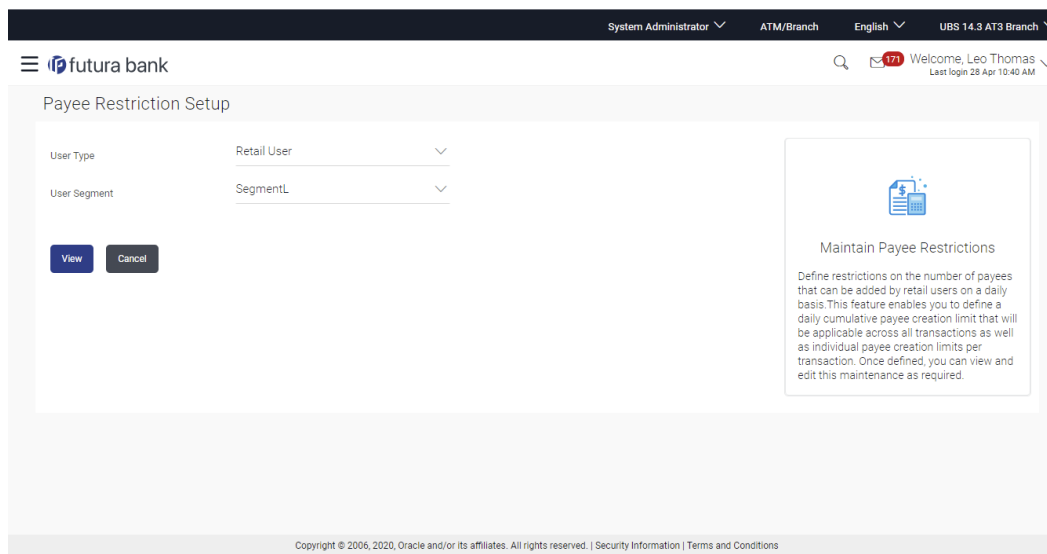 System Administrator ATM/Branch English UBS 14.3 AT3 Branch
futura bank 171 Welcome, Leo Thomas
Last login 28 Apr 10:40 AM
Payee Restriction Setup
User Type Retail User
User Segment SegmentL
View Cancel
Maintain Payee Restrictions
Define restrictions on the number of payees
that can be added by retail users on a daily
basis.This feature enables you to define a
daily cumulative payee creation limit that will
be applicable across all transactions as well
as individual payee creation limits per
transaction. Once defined, you can view and
edit this maintenance as required.
Copyright © 2006, 2020, Oracle and/or its affiliates. All rights reserved. | Security Information | Terms and Conditions